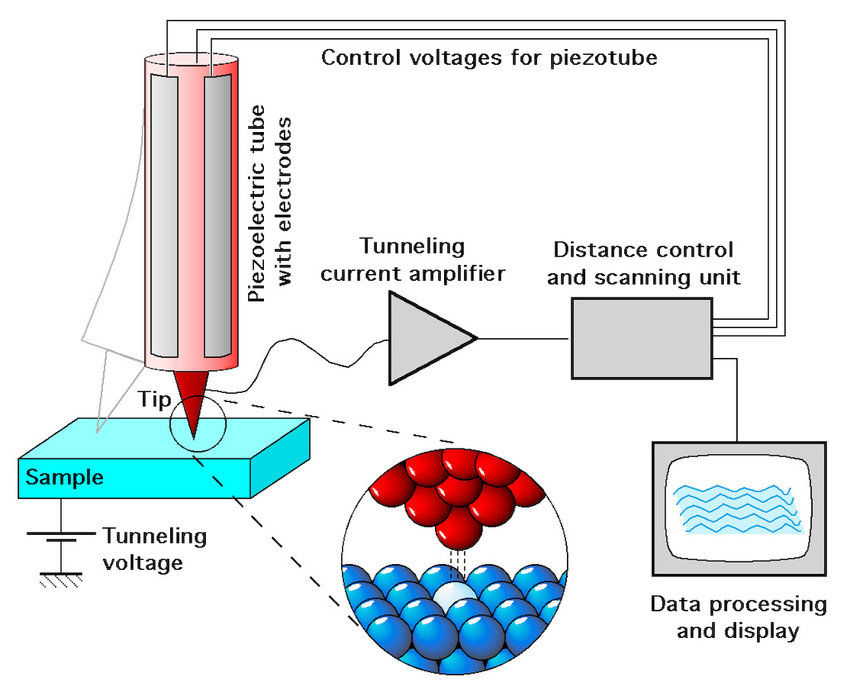 Control voltages for piezotube
Piezoelectric tube
with electrodes
Tunneling
current amplifier
Distance control
and scanning unit
Tip
Sample
Tunneling
voltage
Data processing
and display